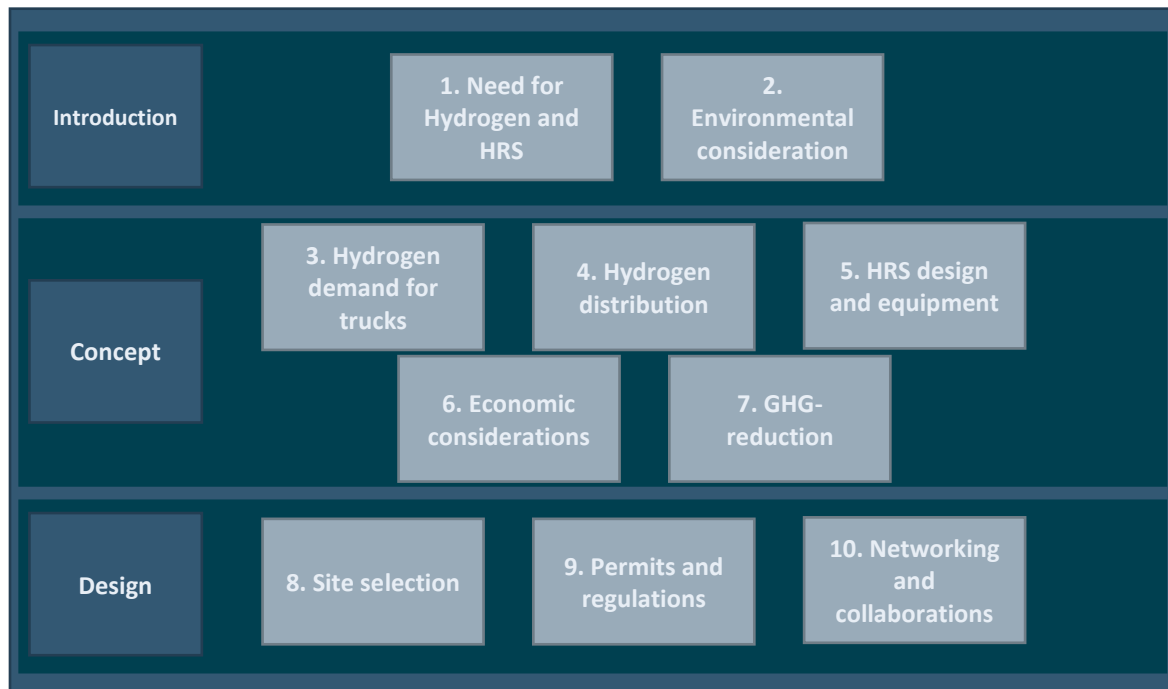 Introduction
1. Need for
Hydrogen and
HRS
2.
Environmental
consideration
Concept
3. Hydrogen
demand for
trucks
4. Hydrogen
distribution
5. HRS design
and equipment
6. Economic
considerations
7. GHG-
reduction
Design
8. Site selection
9. Permits and
regulations
10. Networking
and
collaborations